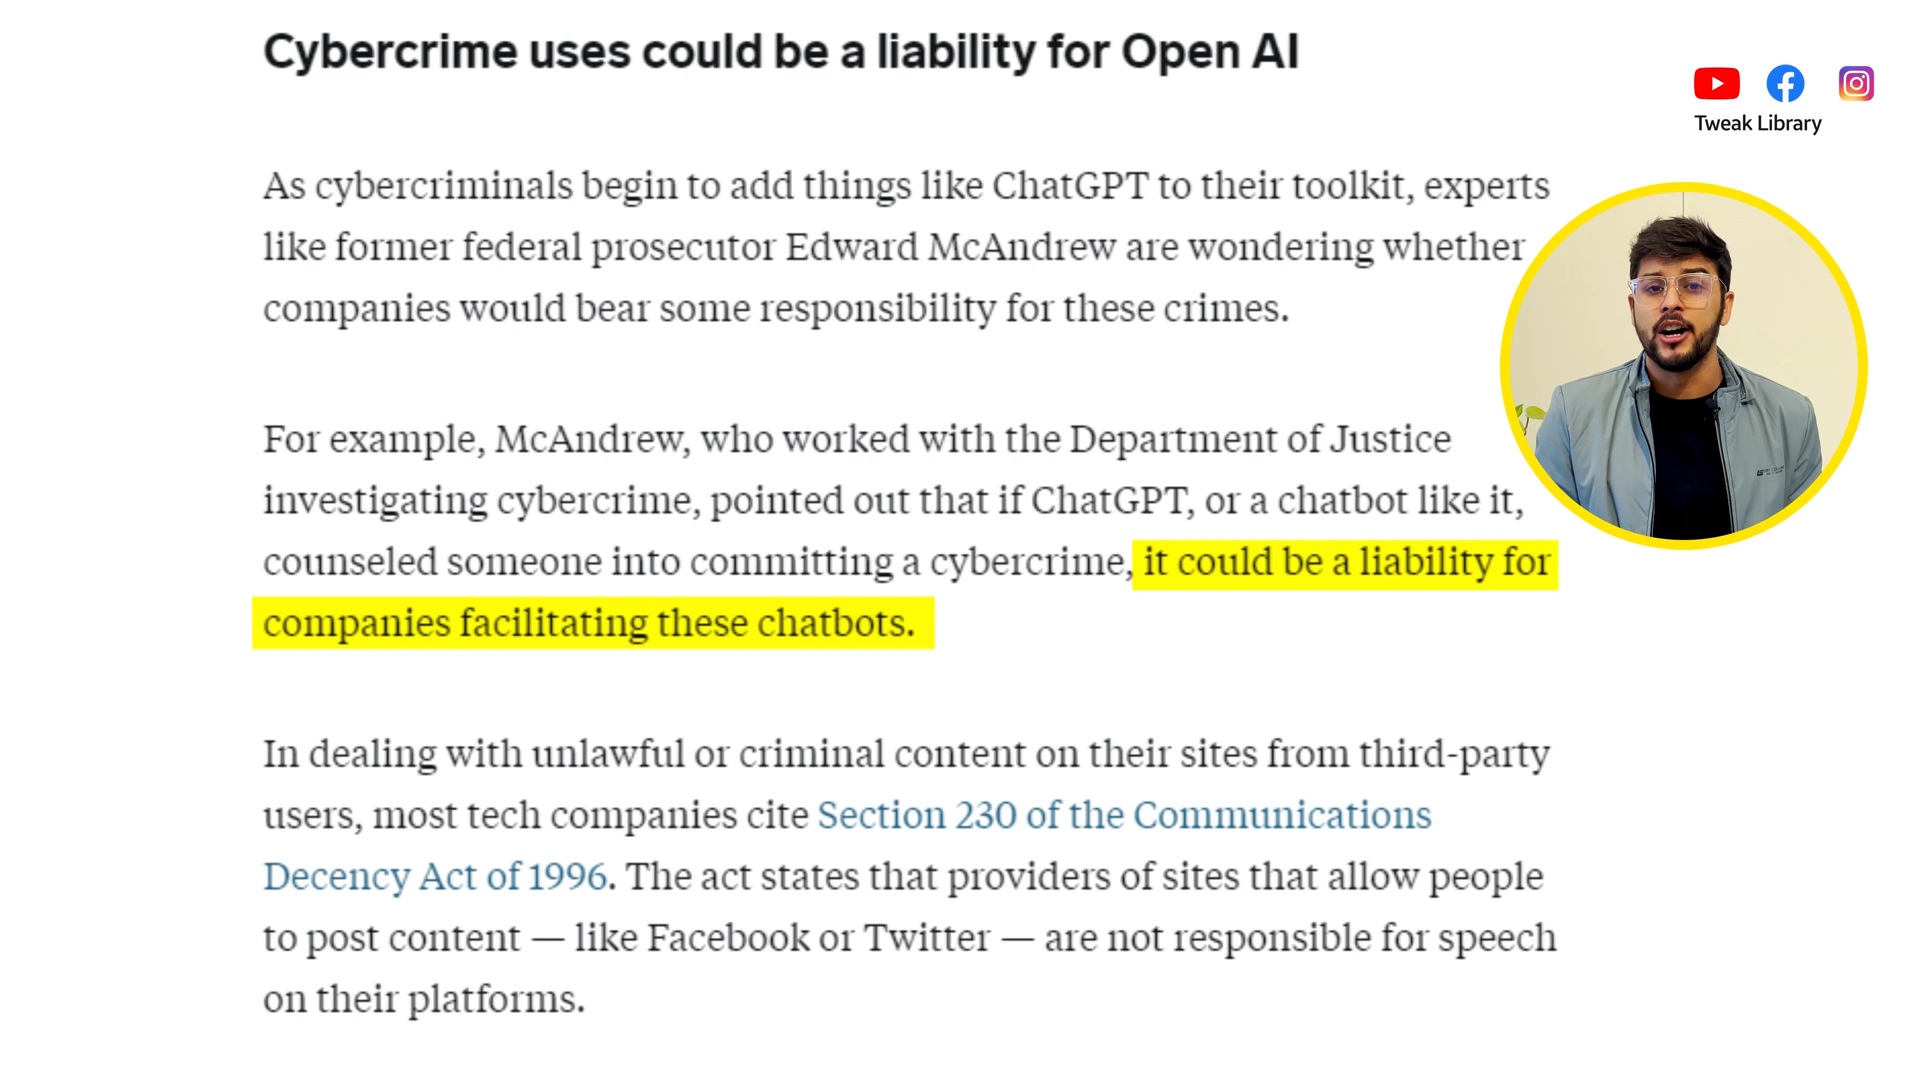 Cybercrime uses could be a liability for Open AI
Tweak Library
As cybercriminals begin to add things like ChatGPT to their toolkit, experts
like former federal prosecutor Edward McAndrew are wondering whether
companies would bear some responsibility for these crimes.
For example, McAndrew, who worked with the Department of Justice
investigating cybercrime, pointed out that if ChatGPT, or a chatbot like it,
counseled someone into committing a cybercrime, it could be a liability for
companies facilitating these chatbots.
In dealing with unlawful or criminal content on their sites from third-party
users, most tech companies cite Section 230 of the Communications
Decency Act of 1996. The act states that providers of sites that allow people
to post content — like Facebook or Twitter — are not responsible for speech
on their platforms.